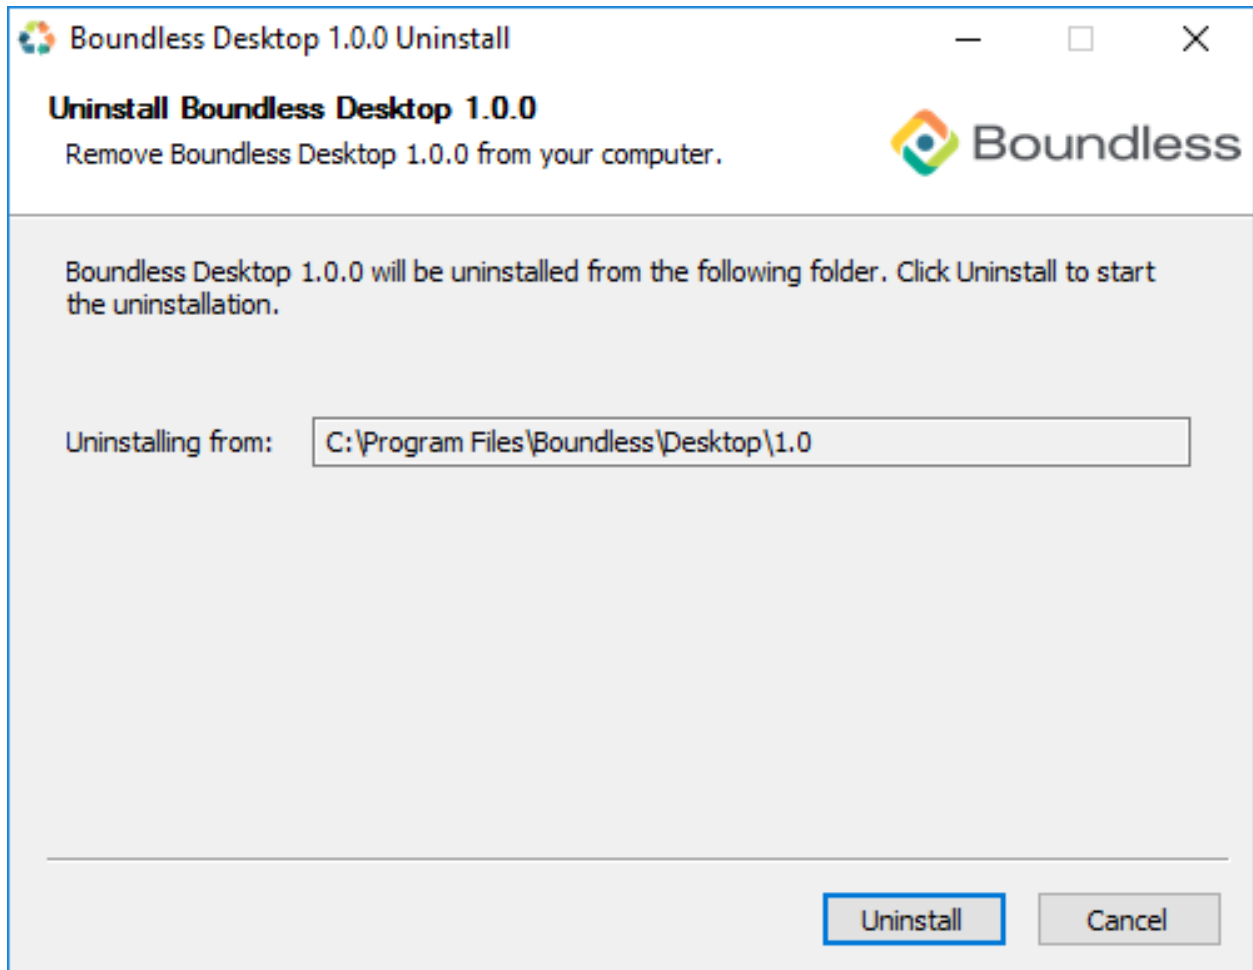 Boundless Desktop 1.0.0 Uninstall
Uninstall Boundless Desktop 1.0.0
Remove Boundless Desktop 1.0.0 from your computer.
Boundless
Boundless Desktop 1.0.0 will be uninstalled from the following folder. Click Uninstall to start
the uninstallation.
Uninstalling from: C:\Program Files\Boundless\Desktop\1.0
Uninstall Cancel